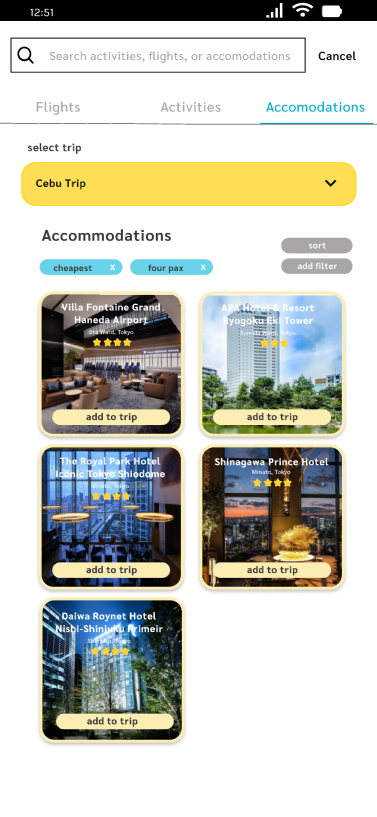 12:51
Search activities, flights, or accomodations
Cancel
Flights
Activities
Accomodations
select trip
Cebu Trip
Accommodations
sort
cheapest x
four pax x
add filter
Villa Fontaine Grand
Haneda Airport
Ota Ward, Tokyo
add to trip
APA Hotel & Resort
Ryogoku Eki Tower
Sumida Ward, Tokyo
add to trip
The Royal Park Hotel
Iconic Tokyo Shiodome
Minato, Tokyo
add to trip
Shinagawa Prince Hotel
Minato, Tokyo
add to trip
Daiwa Roynet Hotel
Nishi-Shinjuku Primeir
Shinjuku, Tokyo
add to trip